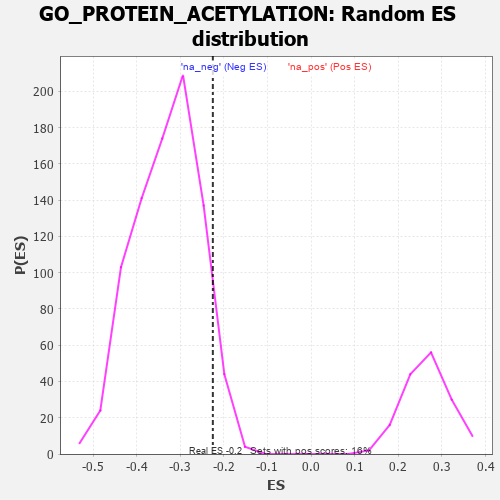 GO_PROTEIN_ACETYLATION: Random ES
distribution
'na_neg' (Neg ES) 'na_pos' (Pos ES)
200
180
160
140
120
100
80
60
40
20
0
P(ES)
Real ES -0.2 Sets with pos scores: 16%
-0.5 -0.4 -0.3 -0.2 -0.1 0.0 0.1 0.2 0.3 0.4
ES